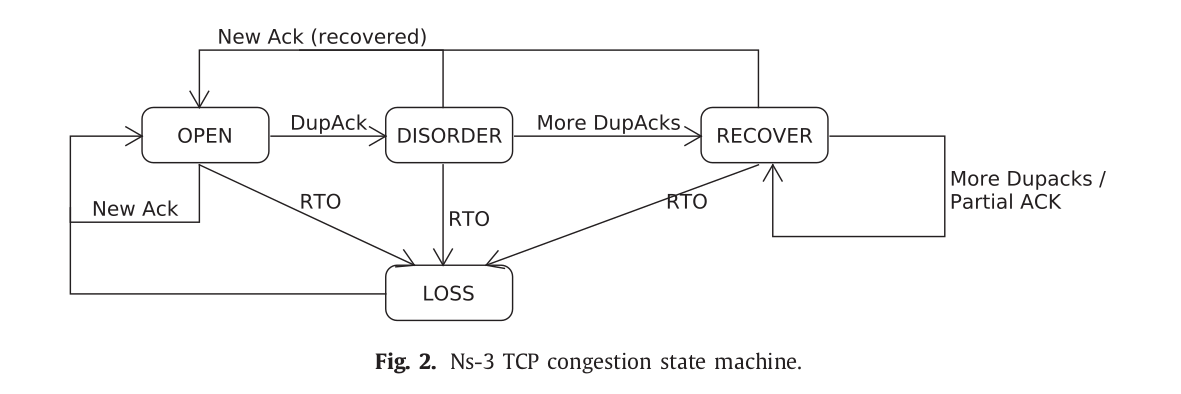 New Ack (recovered)
OPEN
DupAck
DISORDER
More DupAcks
RECOVER
More Dupacks /
Partial ACK
New Ack
RTO
RTO
RTO
LOSS
Fig. 2. Ns-3 TCP congestion state machine.